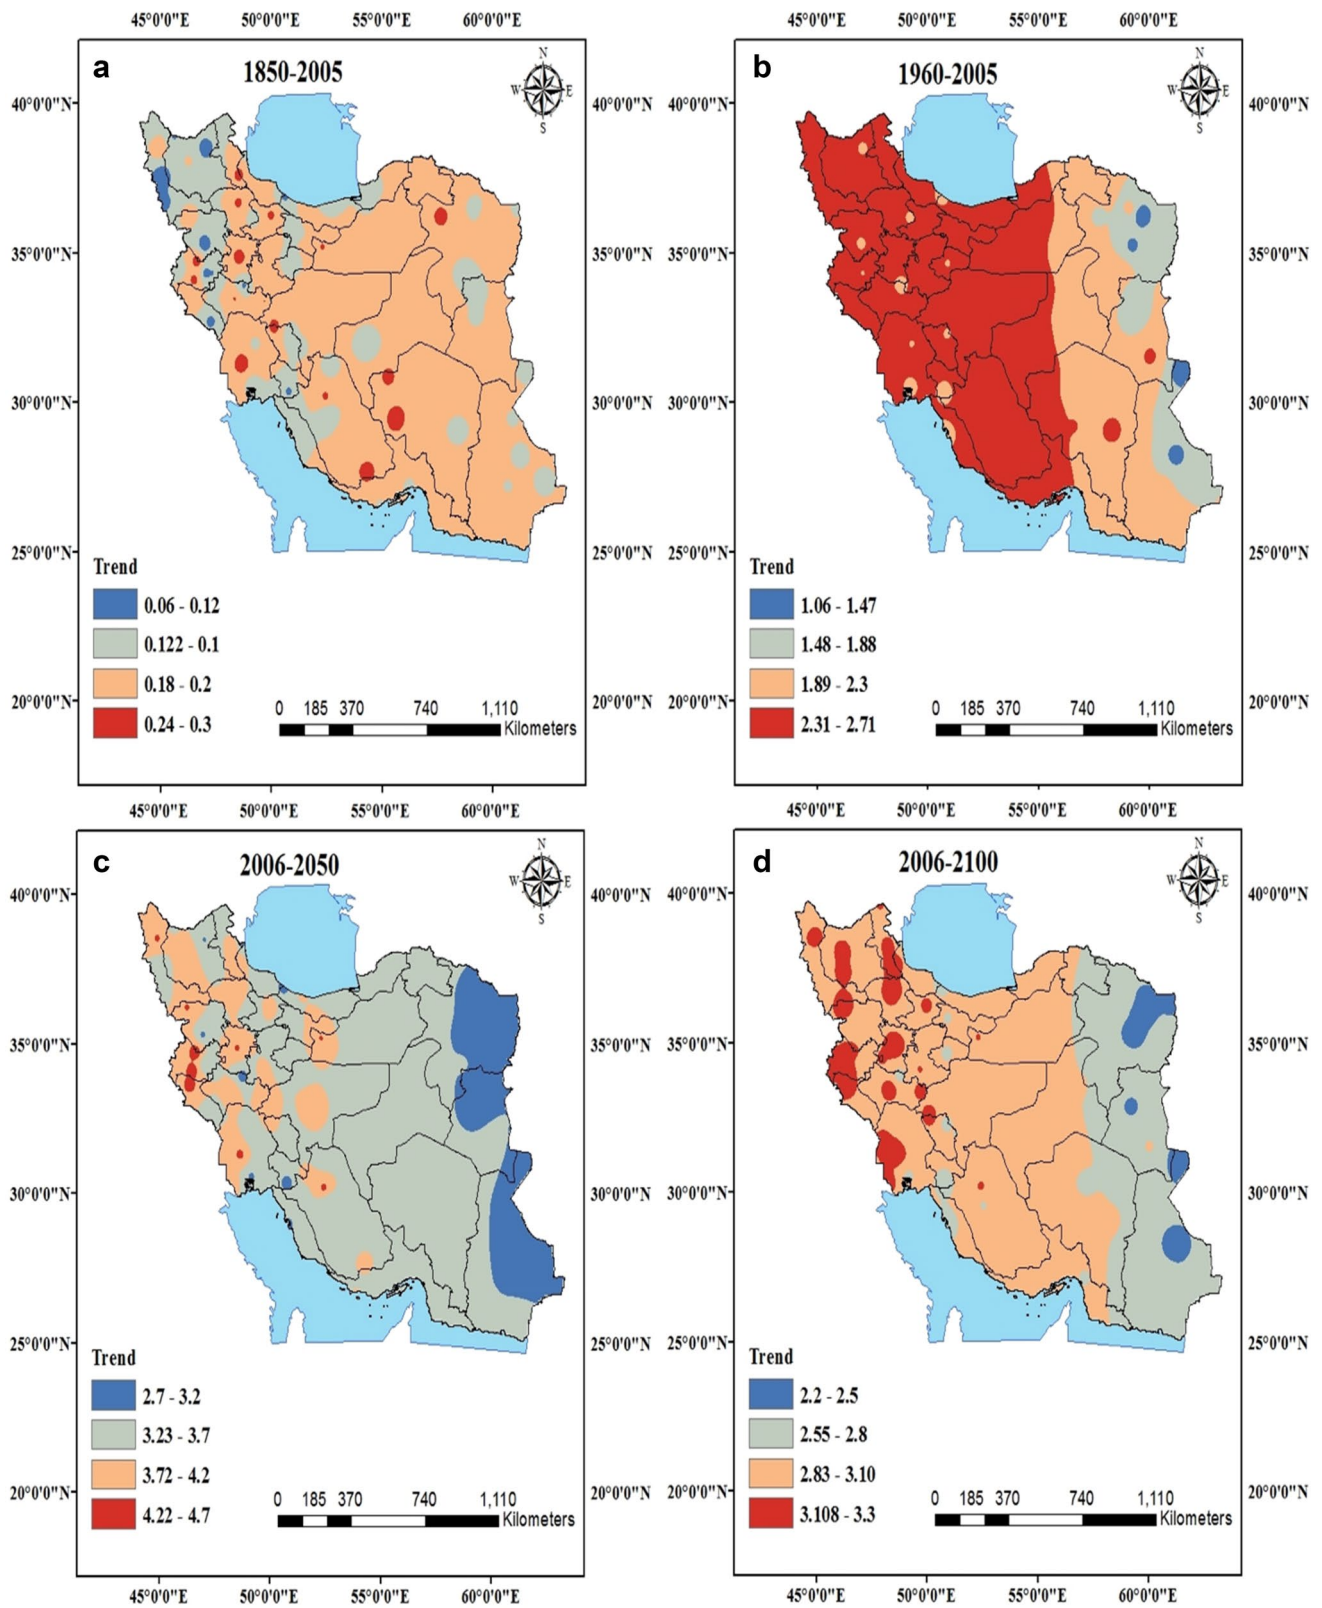 45°0'0"E 50°0'0"E 55°0'0"E 60°0'0"E 45°0'0"E 50°0'0"E 55°0'0"E 60°0'0"E
a
1850-2005
N
W E
S
b
1960-2005
N
W E
S
40°0'0"N 40°0'0"N 40°0'0"N 40°0'0"N
35°0'0"N 35°0'0"N 35°0'0"N 35°0'0"N
30°0'0"N 30°0'0"N 30°0'0"N 30°0'0"N
25°0'0"N 25°0'0"N 25°0'0"N 25°0'0"N
20°0'0"N 20°0'0"N 20°0'0"N 20°0'0"N
Trend
0.06 - 0.12
0.122 - 0.1
0.18 - 0.2
0.24 - 0.3
0 185 370 740 1,110
Kilometers
Trend
1.06 - 1.47
1.48 - 1.88
1.89 - 2.3
2.31 - 2.71
0 185 370 740 1,110
Kilometers
45°0'0"E 50°0'0"E 55°0'0"E 60°0'0"E 45°0'0"E 50°0'0"E 55°0'0"E 60°0'0"E
c
2006-2050
N
W E
S
d
2006-2100
N
W E
S
40°0'0"N 40°0'0"N 40°0'0"N 40°0'0"N
35°0'0"N 35°0'0"N 35°0'0"N 35°0'0"N
30°0'0"N 30°0'0"N 30°0'0"N 30°0'0"N
25°0'0"N 25°0'0"N 25°0'0"N 25°0'0"N
20°0'0"N 20°0'0"N 20°0'0"N 20°0'0"N
Trend
2.7 - 3.2
3.23 - 3.7
3.72 - 4.2
4.22 - 4.7
0 185 370 740 1,110
Kilometers
Trend
2.2 - 2.5
2.55 - 2.8
2.83 - 3.10
3.108 - 3.3
0 185 370 740 1,110
Kilometers
45°0'0"E 50°0'0"E 55°0'0"E 60°0'0"E 45°0'0"E 50°0'0"E 55°0'0"E 60°0'0"E